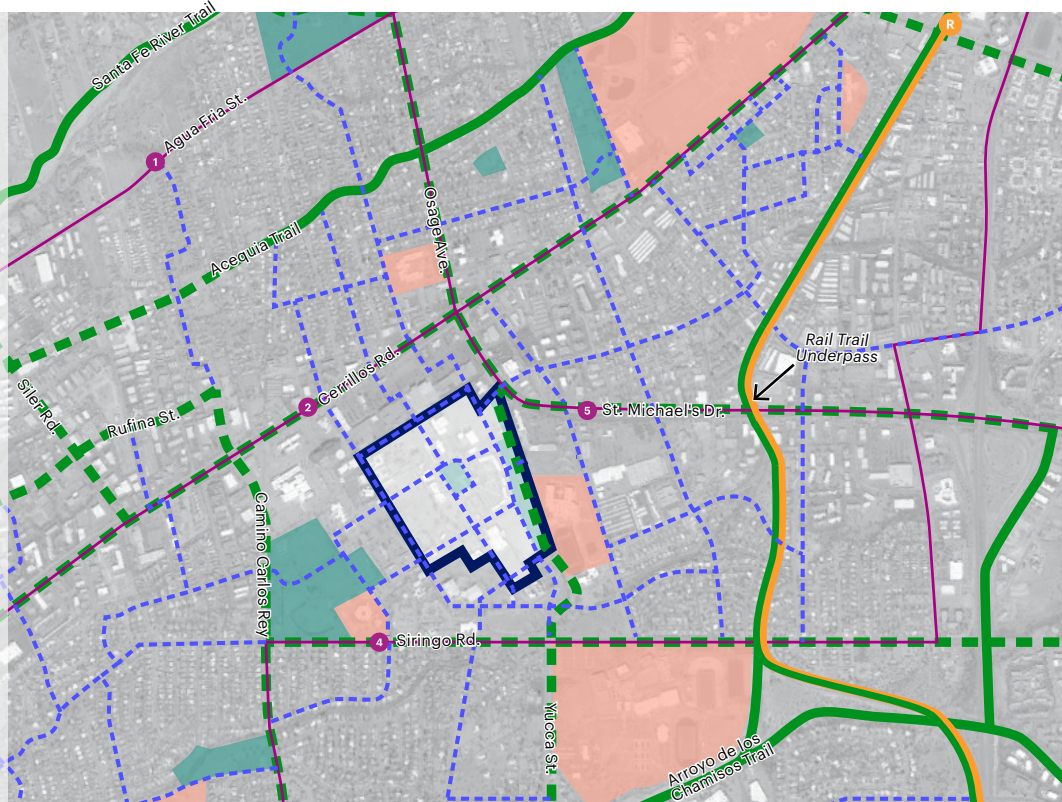 Santa Fe River Trail
R
Agua Fria St.
1
Osage Ave.
Acequia Trail
Rail Trail
Underpass
Siler Rd.
Rufina St.
2
Cerrillos Rd.
5
St. Michael's Dr.
Camino Carlos Rey
4
Siringo Rd.
Yucca St.
Arroyo de los
Chamisos Trail